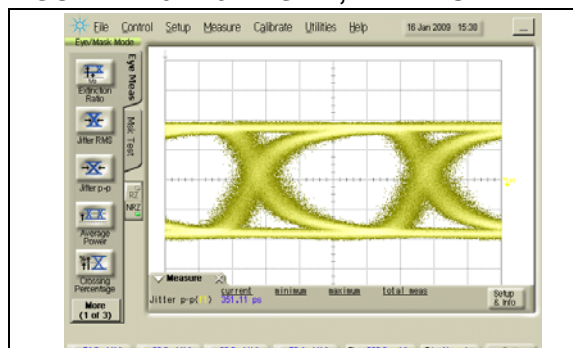 File Control Setup Measure Calibrate Utilities Help 16 Jan 2009 15:38
Eye/Mask Mode
Eye Meas
Extinction
Ratio
Jitter RMS
Msk Test
Jitter p-p
RZ
NRZ
Average
Power
Crossing
Percentage
More
(1 of 3)
Measure
current minimum maximum total meas
Jitter p-p( ) 351.11 ps
Setup
& Info